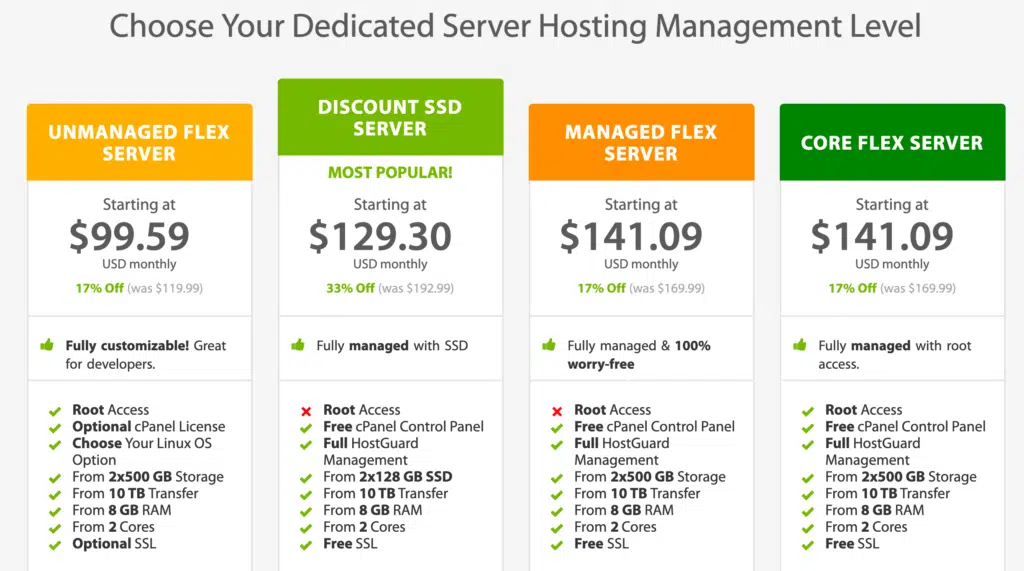 Choose Your Dedicated Server Hosting Management Level
UNMANAGED FLEX
SERVER
Starting at
$99.59
USD monthly
17% Off (was $119.99)
Fully customizable! Great
for developers.
Root Access
Optional cPanel License
Choose Your Linux OS
Option
From 2x500 GB Storage
From 10 TB Transfer
From 8 GB RAM
From 2 Cores
Optional SSL
DISCOUNT SSD
SERVER
MOST POPULAR!
Starting at
$129.30
USD monthly
33% Off (was $192.99)
Fully managed with SSD
Root Access
Free cPanel Control Panel
Full HostGuard
Management
From 2x128 GB SSD
From 10 TB Transfer
From 8 GB RAM
From 2 Cores
Free SSL
MANAGED FLEX
SERVER
Starting at
$141.09
USD monthly
17% Off (was $169.99)
Fully managed & 100%
worry-free
Root Access
Free cPanel Control Panel
Full HostGuard
Management
From 2x500 GB Storage
From 10 TB Transfer
From 8 GB RAM
From 2 Cores
Free SSL
CORE FLEX SERVER
Starting at
$141.09
USD monthly
17% Off (was $169.99)
Fully managed with root
access.
Root Access
Free cPanel Control Panel
Full HostGuard
Management
From 2x500 GB Storage
From 10 TB Transfer
From 8 GB RAM
From 2 Cores
Free SSL